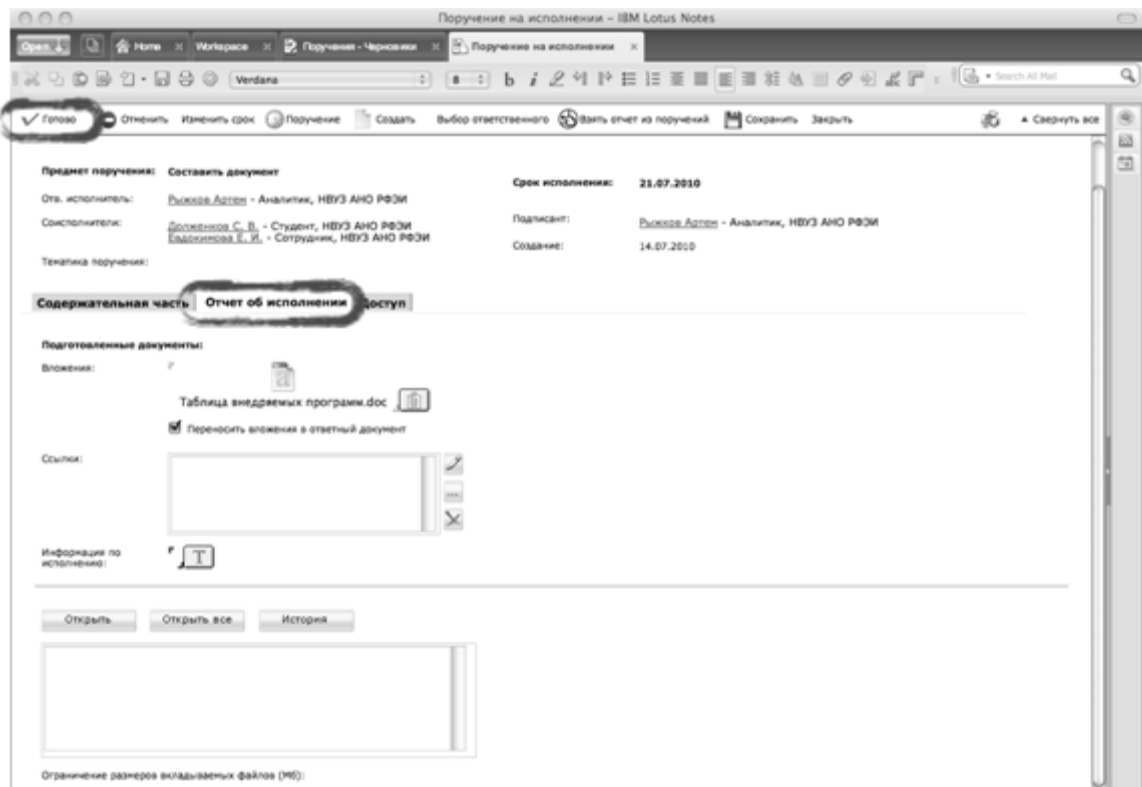 Поручение на исполнении – IBM Lotus Notes
Open Home Workspace Поручения - Черновики Поручение на исполнении
Verdana 8 b i Search All Mail
Готово Отменить Изменить срок Поручение Создать Выбор ответственного Взять отчет из поручений Сохранить Закрыть Свернуть все
Предмет поручения: Составить документ
Срок исполнения: 21.07.2010
Отв. исполнитель: Рыжков Артем - Аналитик, НВУЗ АНО РФЭИ
Подписант: Рыжков Артем - Аналитик, НВУЗ АНО РФЭИ
Соисполнители: Долженков С. В. - Студент, НВУЗ АНО РФЭИ
Евдокимова Е. И. - Сотрудник, НВУЗ АНО РФЭИ
Создание: 14.07.2010
Тематика поручения:
Содержательная часть Отчет об исполнении Доступ
Подготовленные документы:
Вложения:
Таблица внедряемых программ.doc
Переносить вложения в ответный документ
Ссылки:
...
Информация по
исполнению:
T
Открыть Открыть все История
Ограничение размеров вкладываемых файлов (Мб):